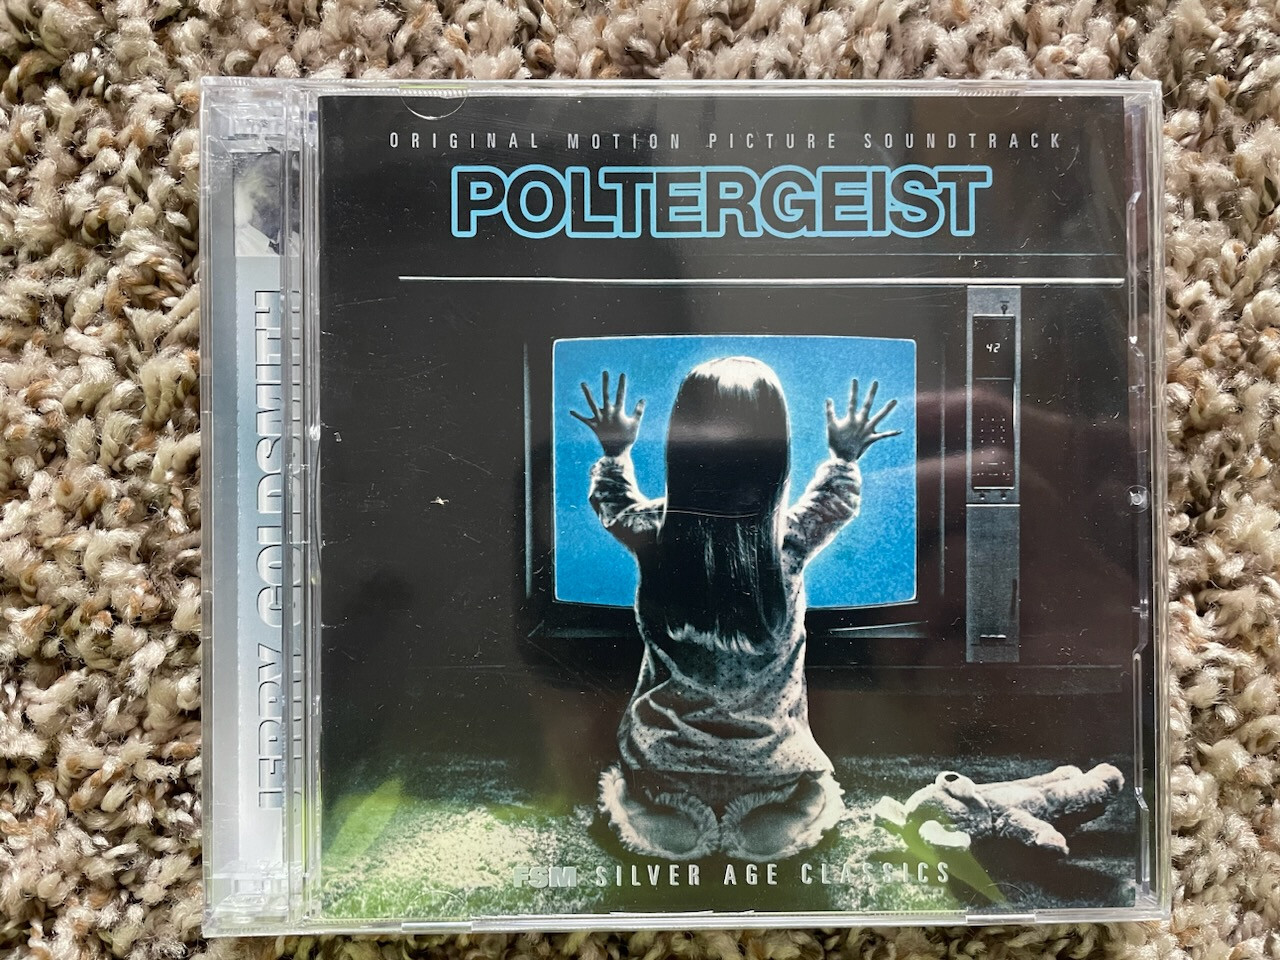 ORIGINAL MOTION PICTURE SOUNDTRACK
POLTERGEIST
42
FSM SILVER AGE CLASSICS
JERRY GOLDSMITH